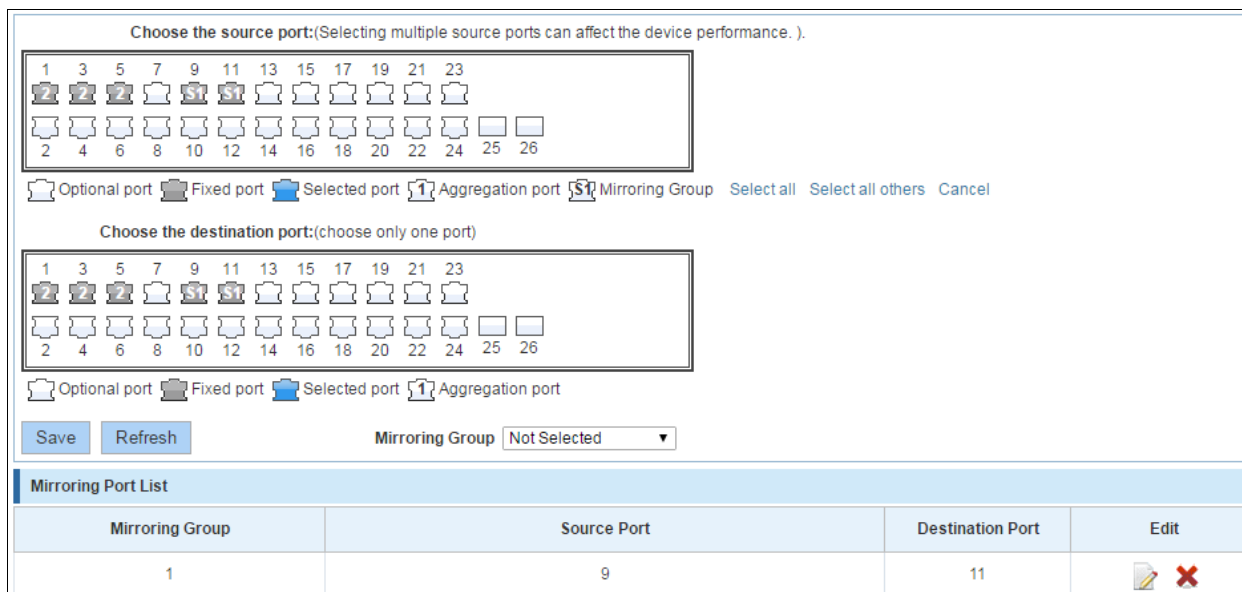 Choose the source port:(Selecting multiple source ports can affect the device performance. ).
1 3 5 7 9 11 13 15 17 19 21 23
2 2 2 S1 S1
2 4 6 8 10 12 14 16 18 20 22 24 25 26
Optional port Fixed port Selected port 1 Aggregation port S1 Mirroring Group Select all Select all others Cancel
Choose the destination port:(choose only one port)
1 3 5 7 9 11 13 15 17 19 21 23
2 2 2 S1 S1
2 4 6 8 10 12 14 16 18 20 22 24 25 26
Optional port Fixed port Selected port 1 Aggregation port
Save Refresh Mirroring Group Not Selected
Mirroring Port List
Mirroring Group Source Port Destination Port Edit
1 9 11